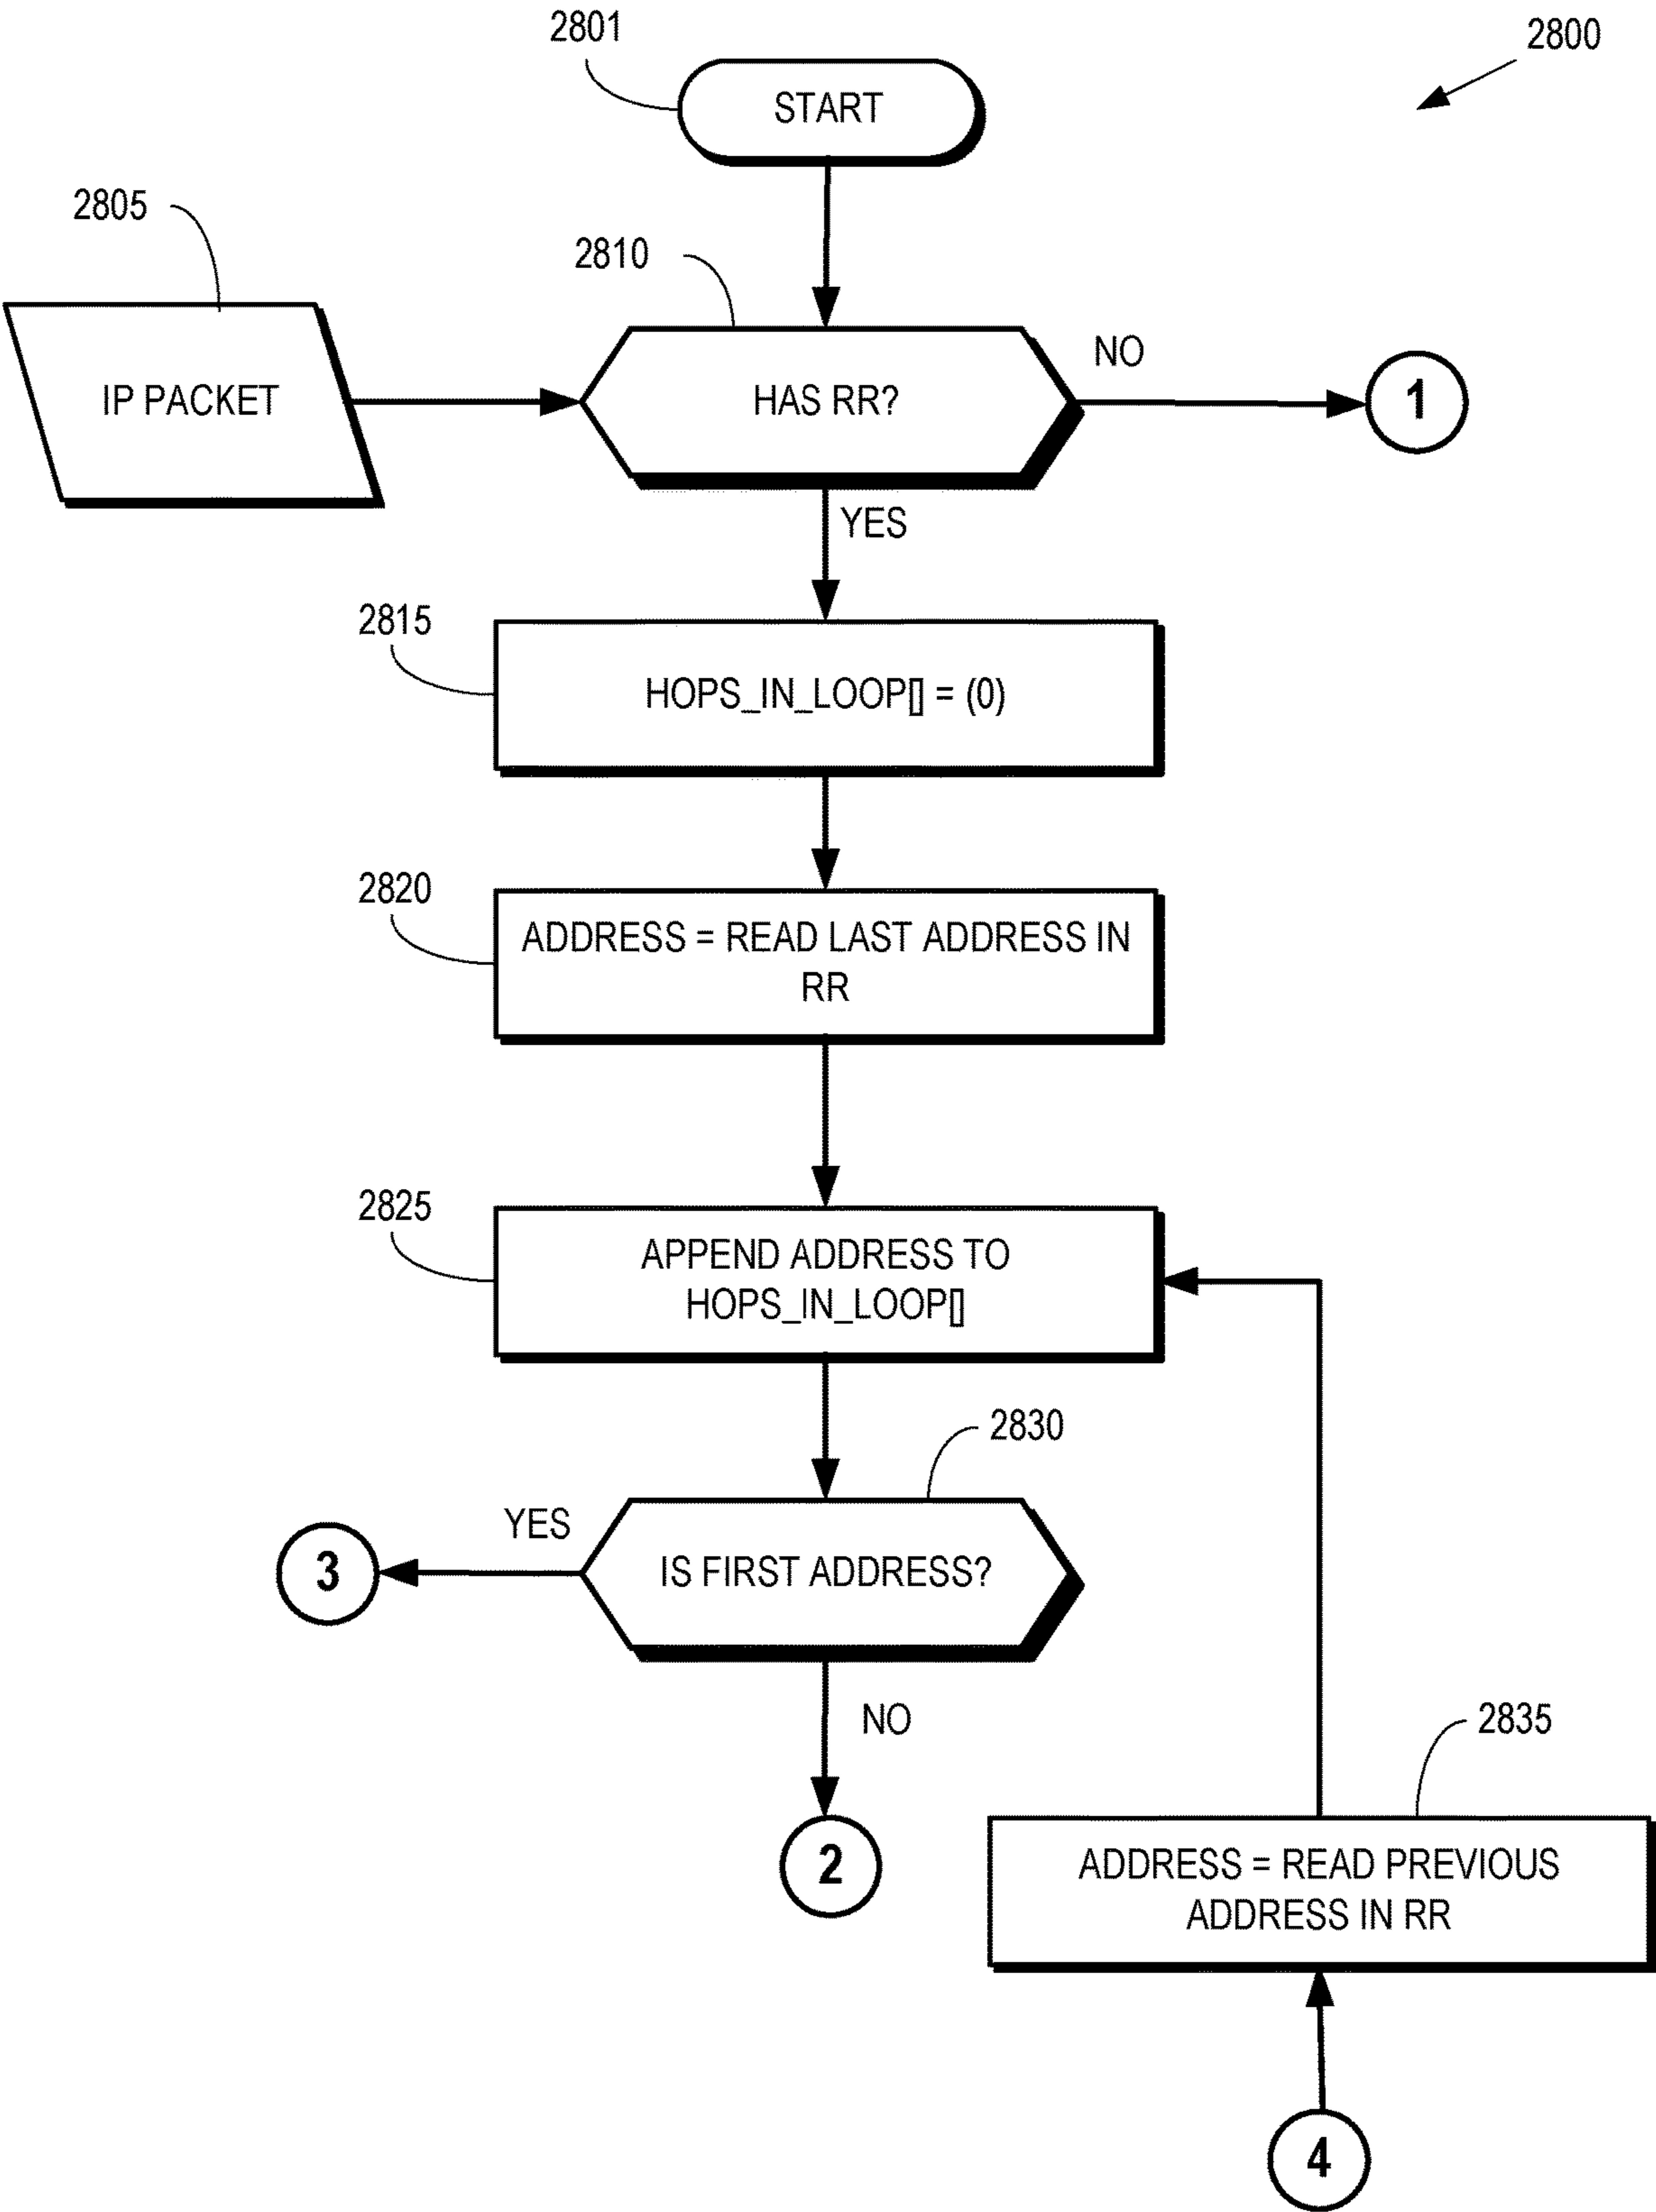 2801
2800
START
2805
2810
NO
IP PACKET
HAS RR?
1
YES
2815
HOPS_IN_LOOP[] = (0)
2820
ADDRESS = READ LAST ADDRESS IN
RR
2825
APPEND ADDRESS TO
HOPS_IN_LOOP[]
2830
YES
3
IS FIRST ADDRESS?
NO
2835
2
ADDRESS = READ PREVIOUS
ADDRESS IN RR
4